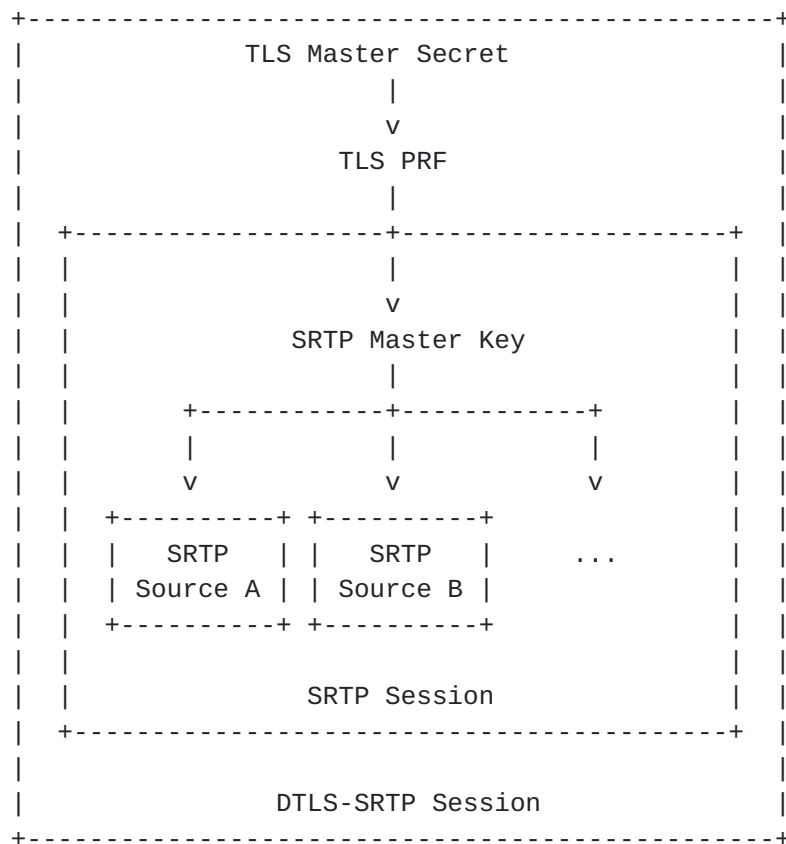 TLS Master Secret
v
TLS PRF
v
SRTP Master Key
v v v
SRTP SRTP ...
Source A Source B
SRTP Session
DTLS-SRTP Session